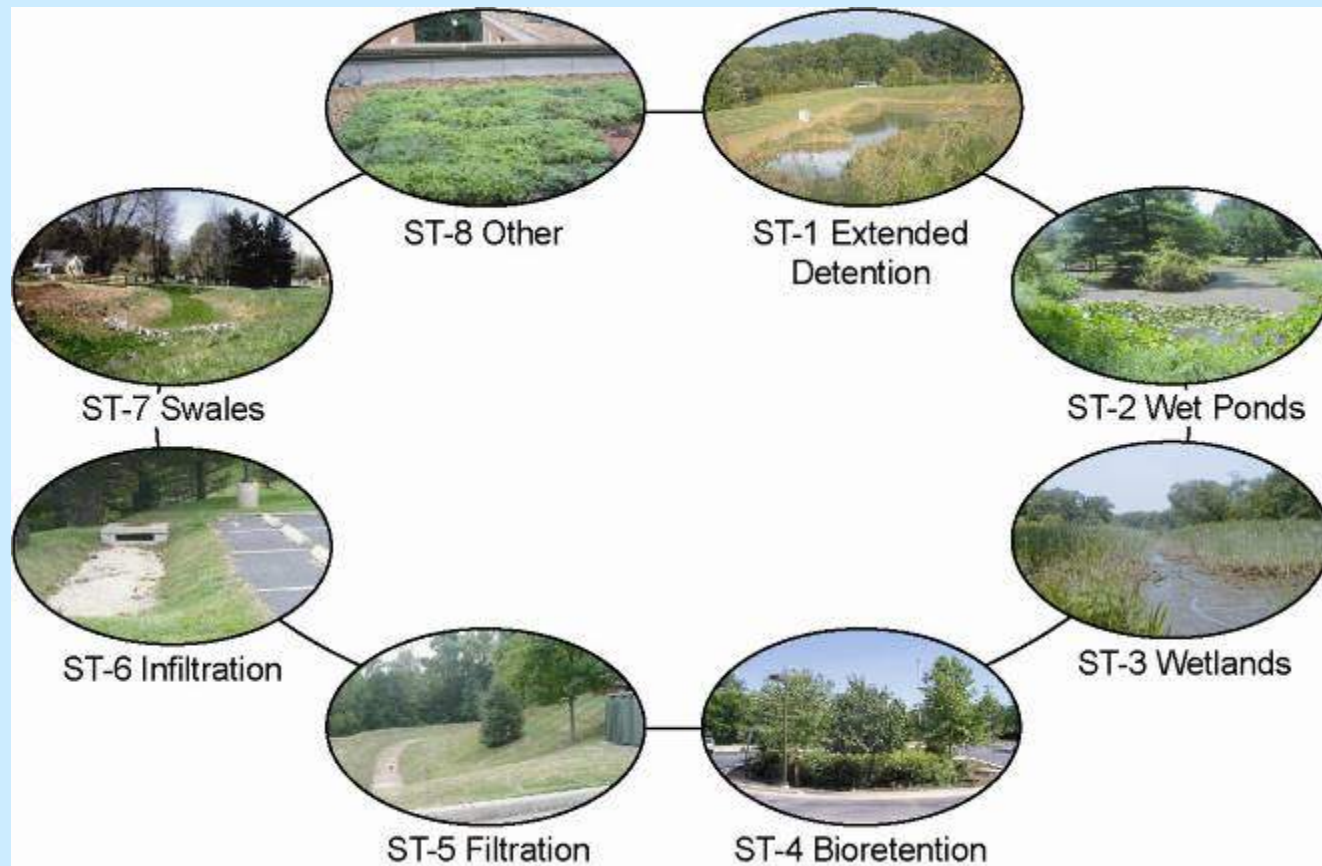 ST-8 Other
ST-1 Extended
Detention
ST-7 Swales
ST-2 Wet Ponds
ST-6 Infiltration
ST-3 Wetlands
ST-5 Filtration
ST-4 Bioretention